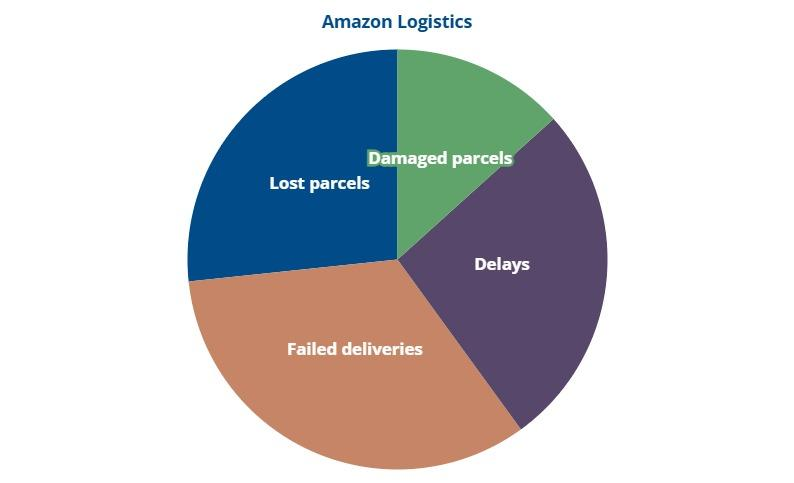 Amazon Logistics
Damaged parcels
Lost parcels
Delays
Failed deliveries